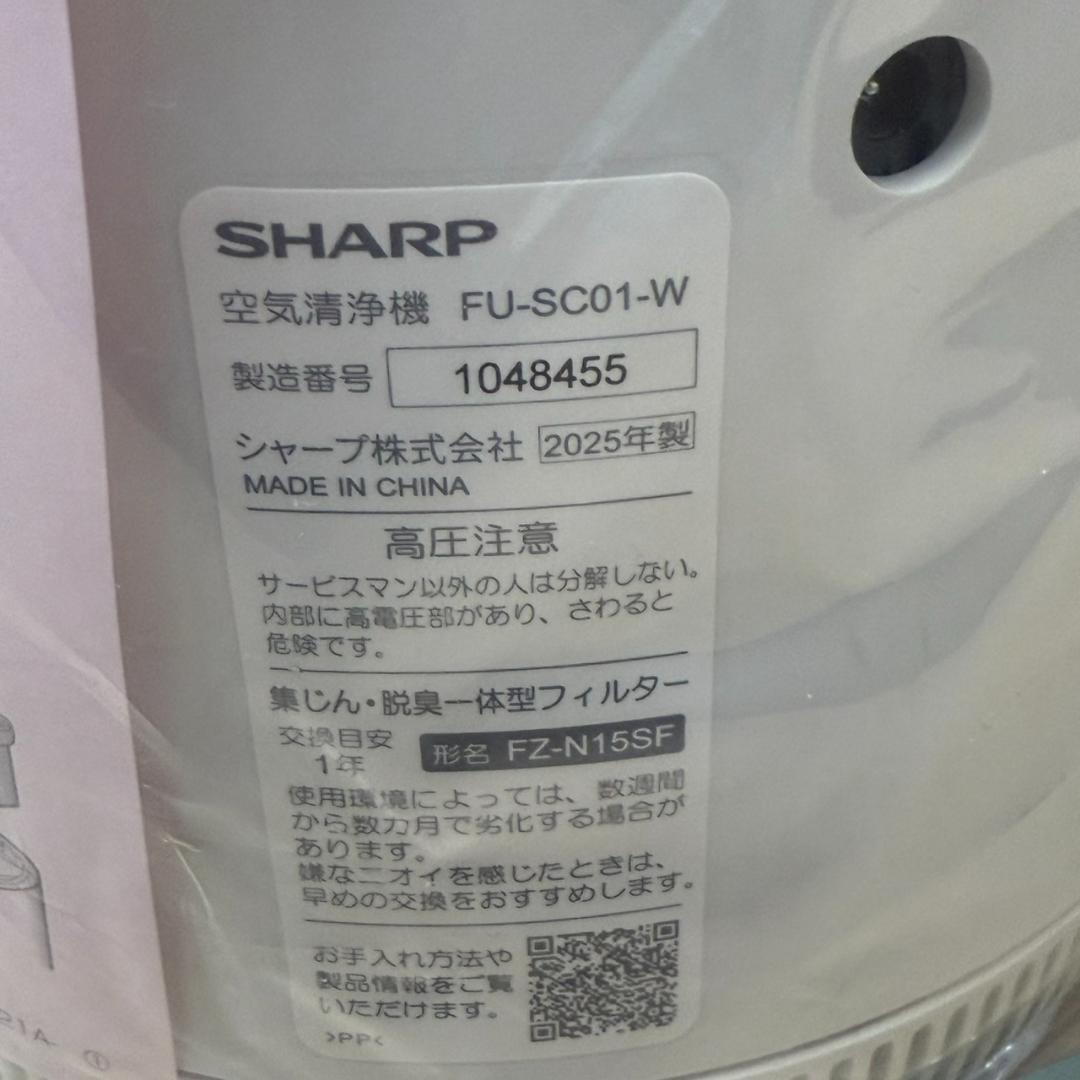 SHARP
空気清浄機 FU-SC01-W
製造番号 1048455
シャープ株式会社 2025年製
MADE IN CHINA
高圧注意
サービスマン以外の人は分解しない。
内部に高電圧部があり、さわると
危険です。
集じん・脱臭一体型フィルター
交換目安
1年
形名 FZ-N15SF
使用環境によっては、数週間
から数カ月で劣化する場合が
あります。
嫌なニオイを感じたときは、
早めの交換をおすすめします。
お手入れ方法や
製品情報をご覧
いただけます。
>PP<
21A- ①